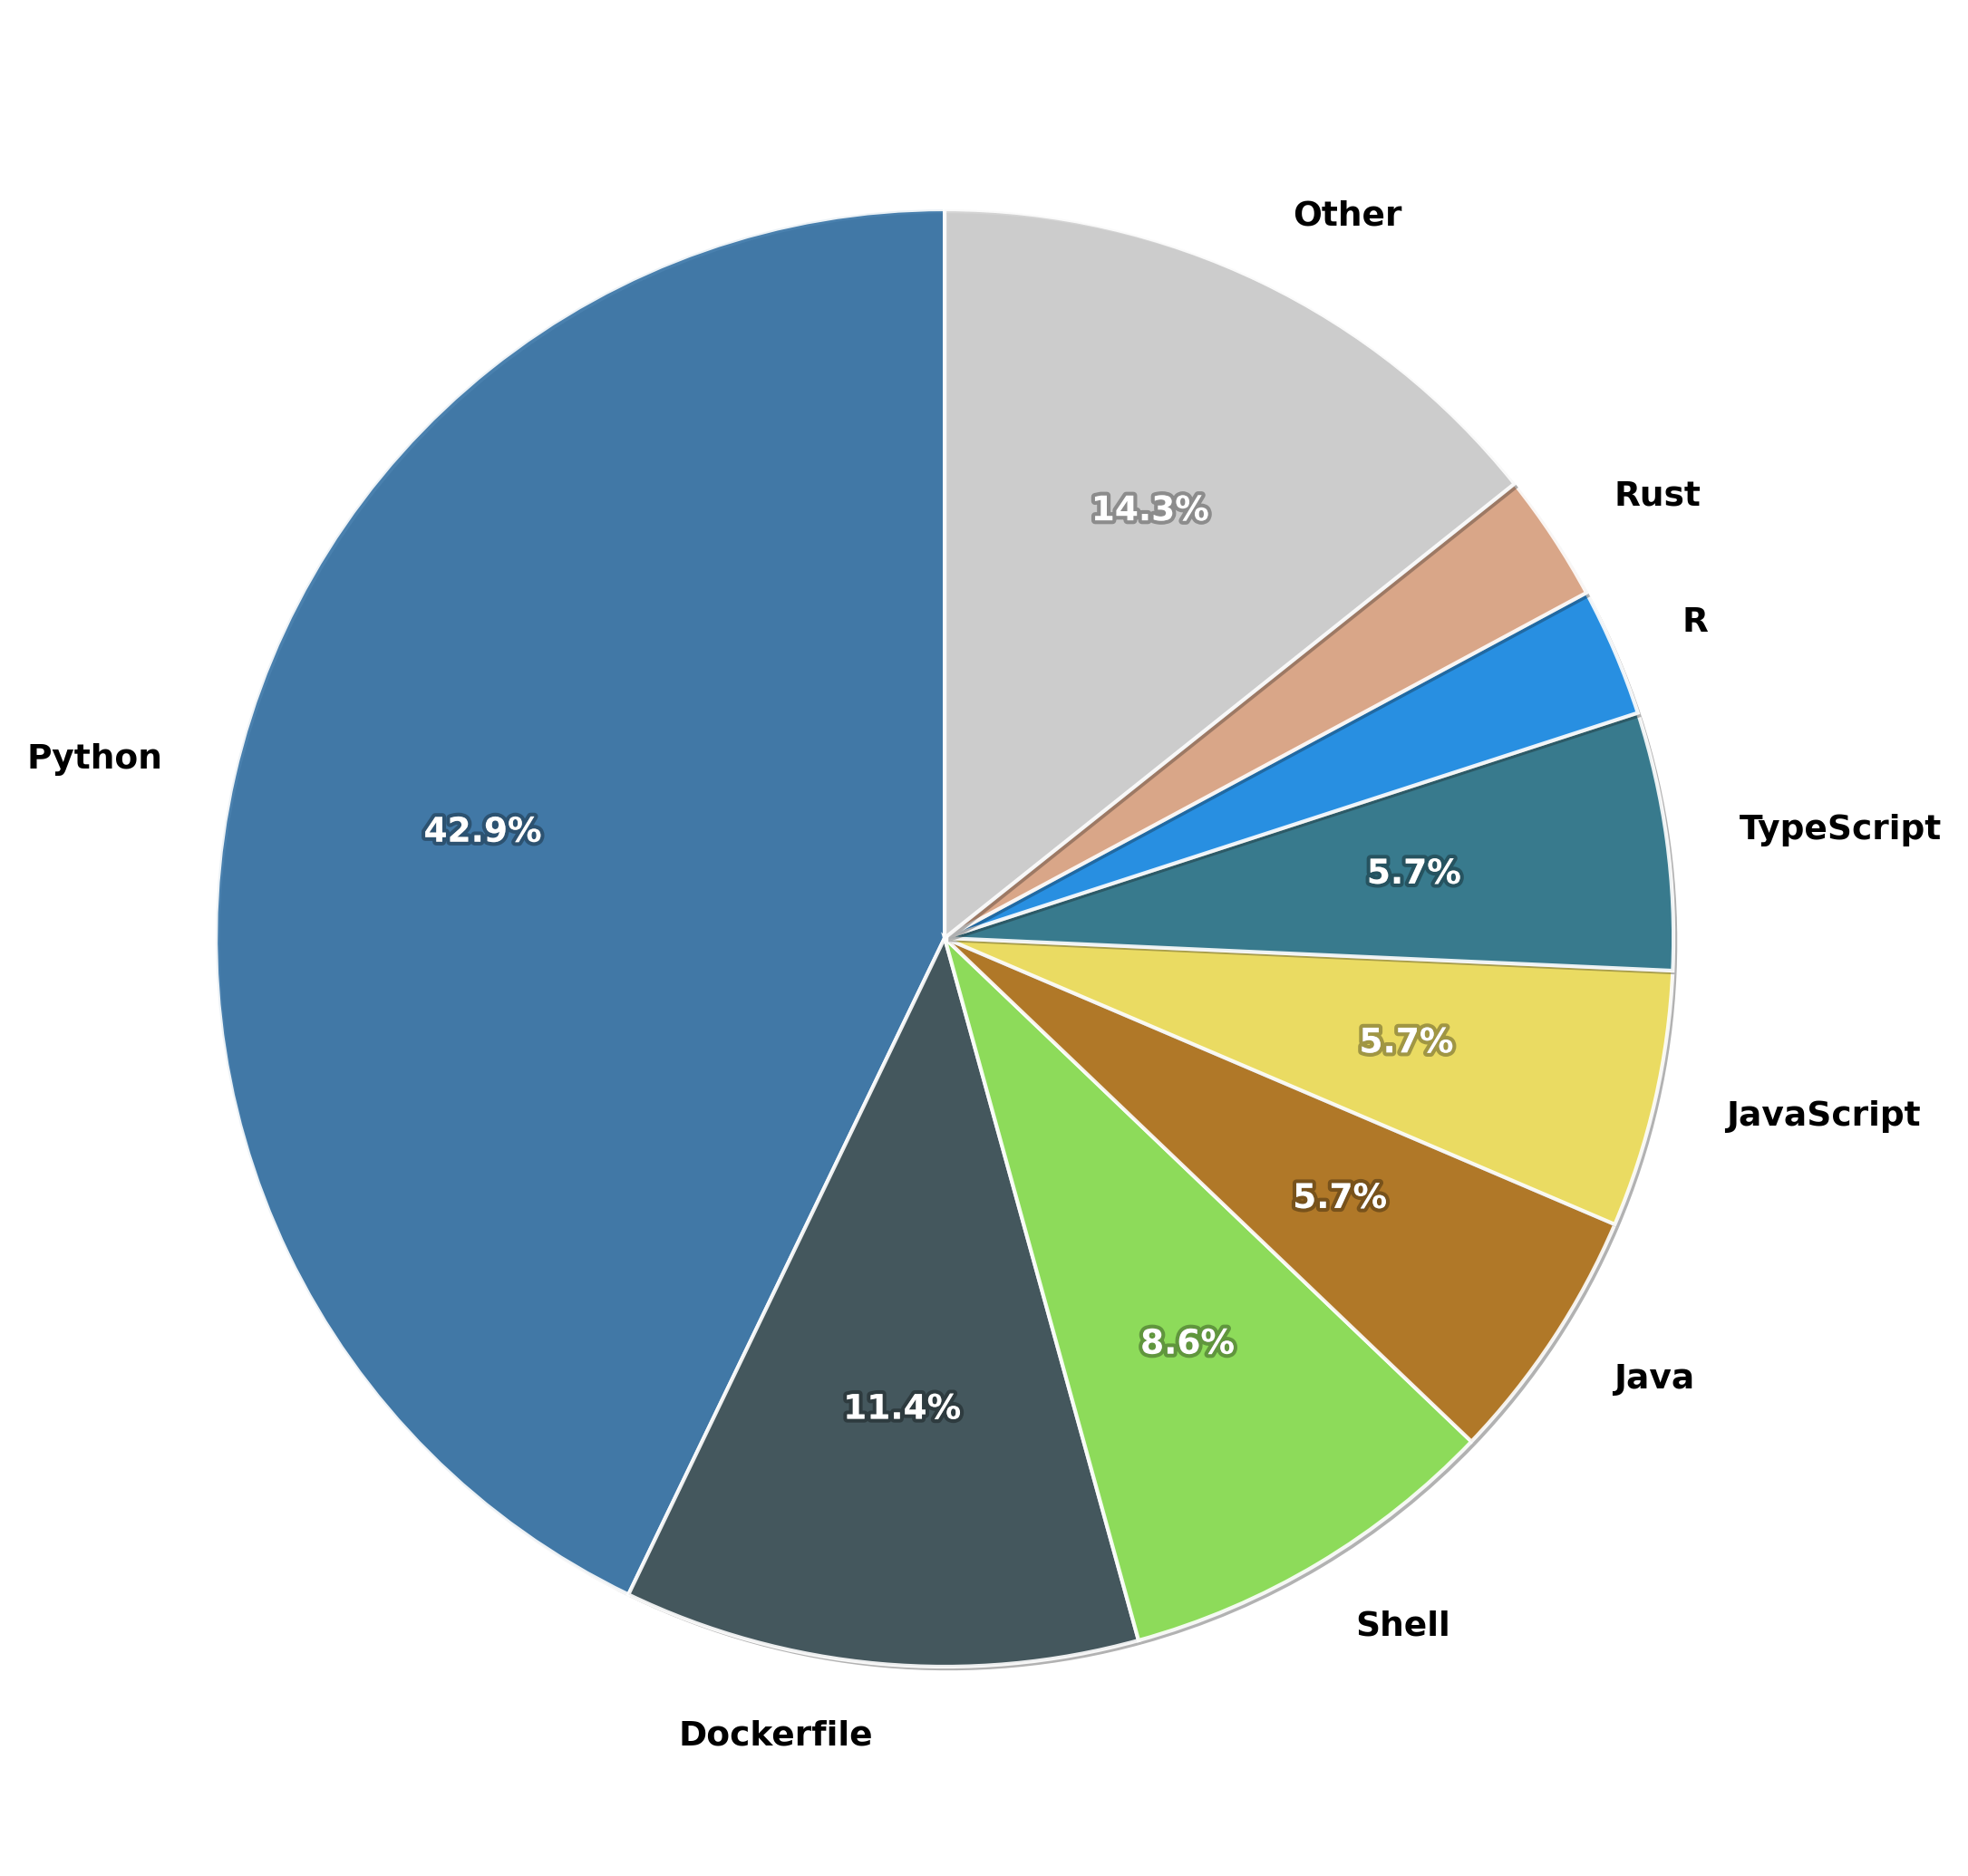 Other
14.3%
Rust
R
Python
42.9%
TypeScript
5.7%
5.7%
JavaScript
5.7%
Java
8.6%
11.4%
Shell
Dockerfile